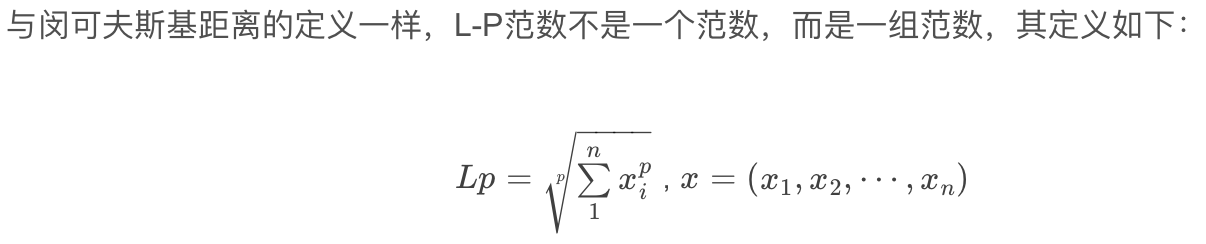 与闵可夫斯基距离的定义一样，L-P范数不是一个范数，而是一组范数，其定义如下：
$Lp = \sqrt[p]{\sum_{1}^{n} x_i^p}, x = (x_1, x_2, \cdots, x_n)$